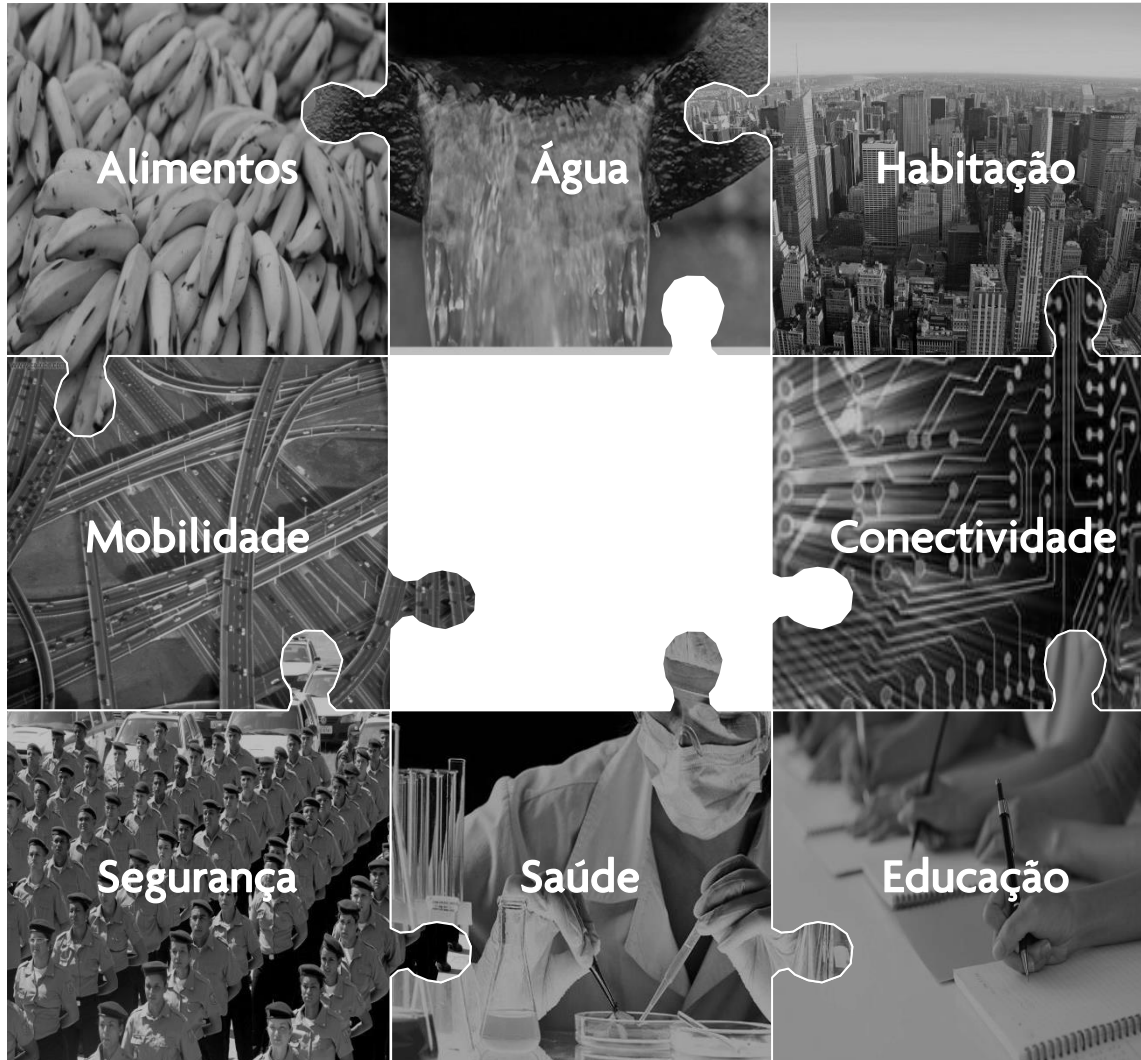 Alimentos
Água
Habitação
Mobilidade
Conectividade
Segurança
Saúde
Educação